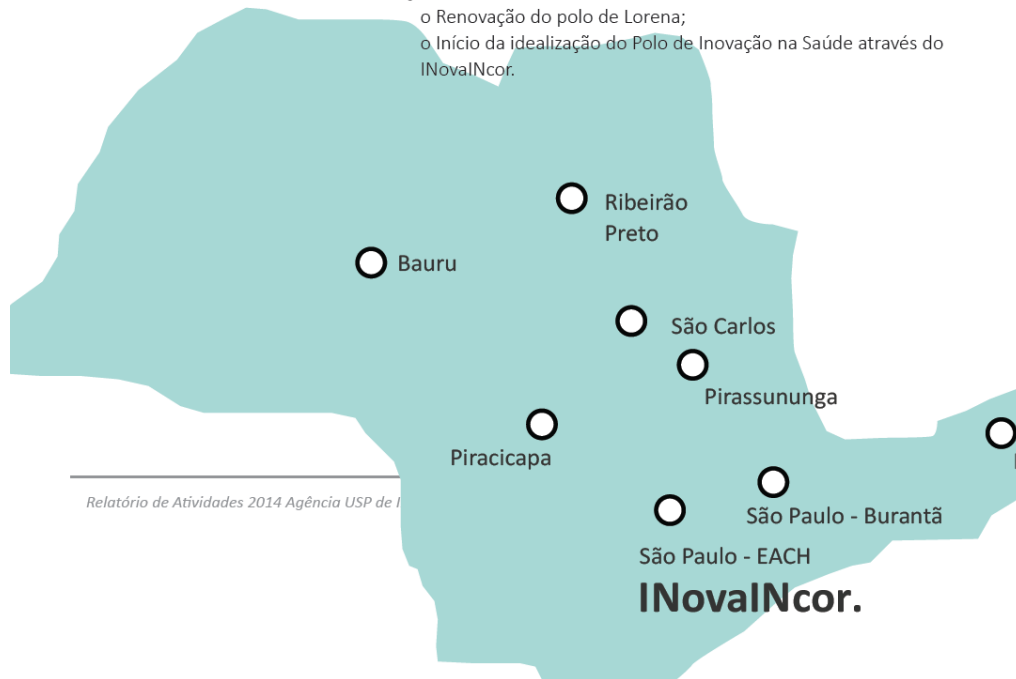 o Renovação do polo de Lorena;
o Início da idealização do Polo de Inovação na Saúde através do
INovaINcor.
Ribeirão
Preto
Bauru
São Carlos
Pirassununga
Piracicapa
Relatório de Atividades 2014 Agência USP de
São Paulo - Burantã
São Paulo - EACH
INovaINcor.